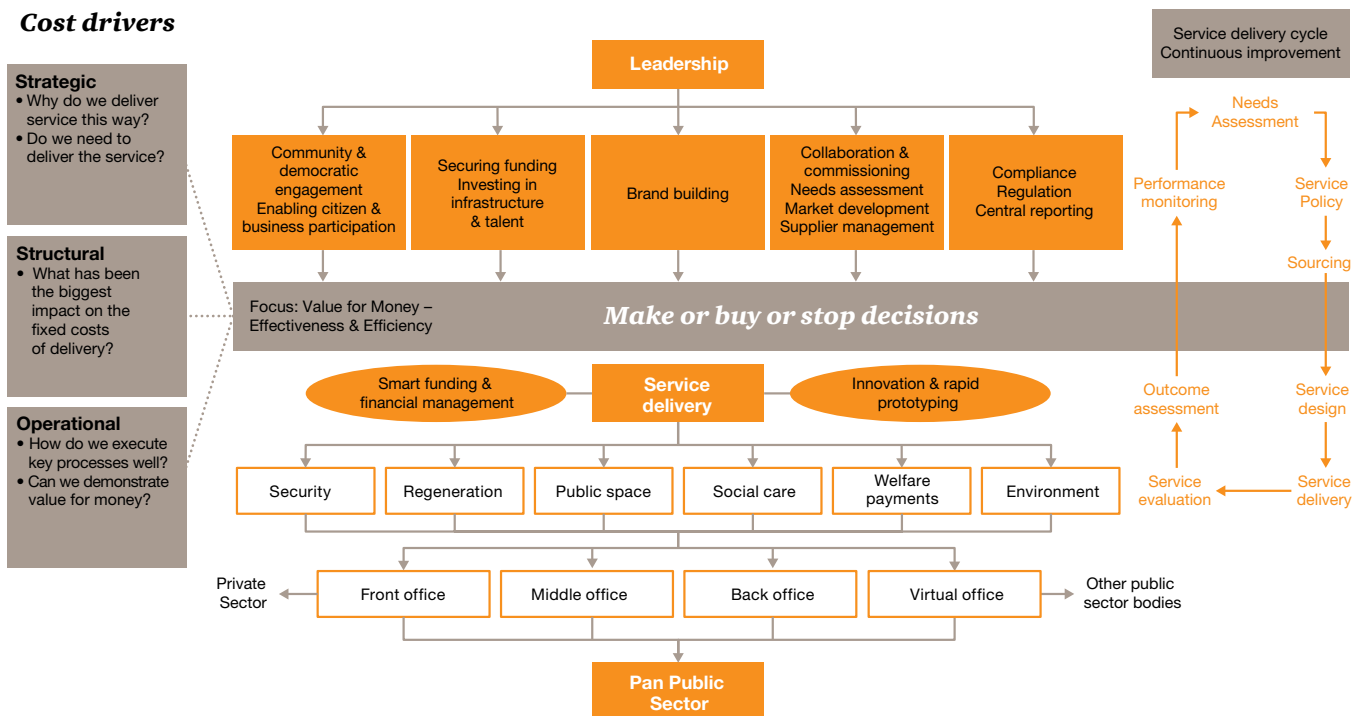 Cost drivers
Strategic
• Why do we deliver
service this way?
• Do we need to
deliver the service?
Structural
• What has been
the biggest
impact on the
fixed costs
of delivery?
Operational
• How do we execute
key processes well?
• Can we demonstrate
value for money?
Leadership
Community &
democratic
engagement
Enabling citizen &
business participation
Securing funding
Investing in
infrastructure
& talent
Brand building
Collaboration &
commissioning
Needs assessment
Market development
Supplier management
Compliance
Regulation
Central reporting
Focus: Value for Money –
Effectiveness & Efficiency
Make or buy or stop decisions
Smart funding &
financial management
Service
delivery
Innovation & rapid
prototyping
Security
Regeneration
Public space
Social care
Welfare
payments
Environment
Private
Sector
Front office
Middle office
Back office
Virtual office
Other public
sector bodies
Pan Public
Sector
Service delivery cycle
Continuous improvement
Needs
Assessment
Service
Policy
Sourcing
Service
design
Service
delivery
Service
evaluation
Outcome
assessment
Performance
monitoring